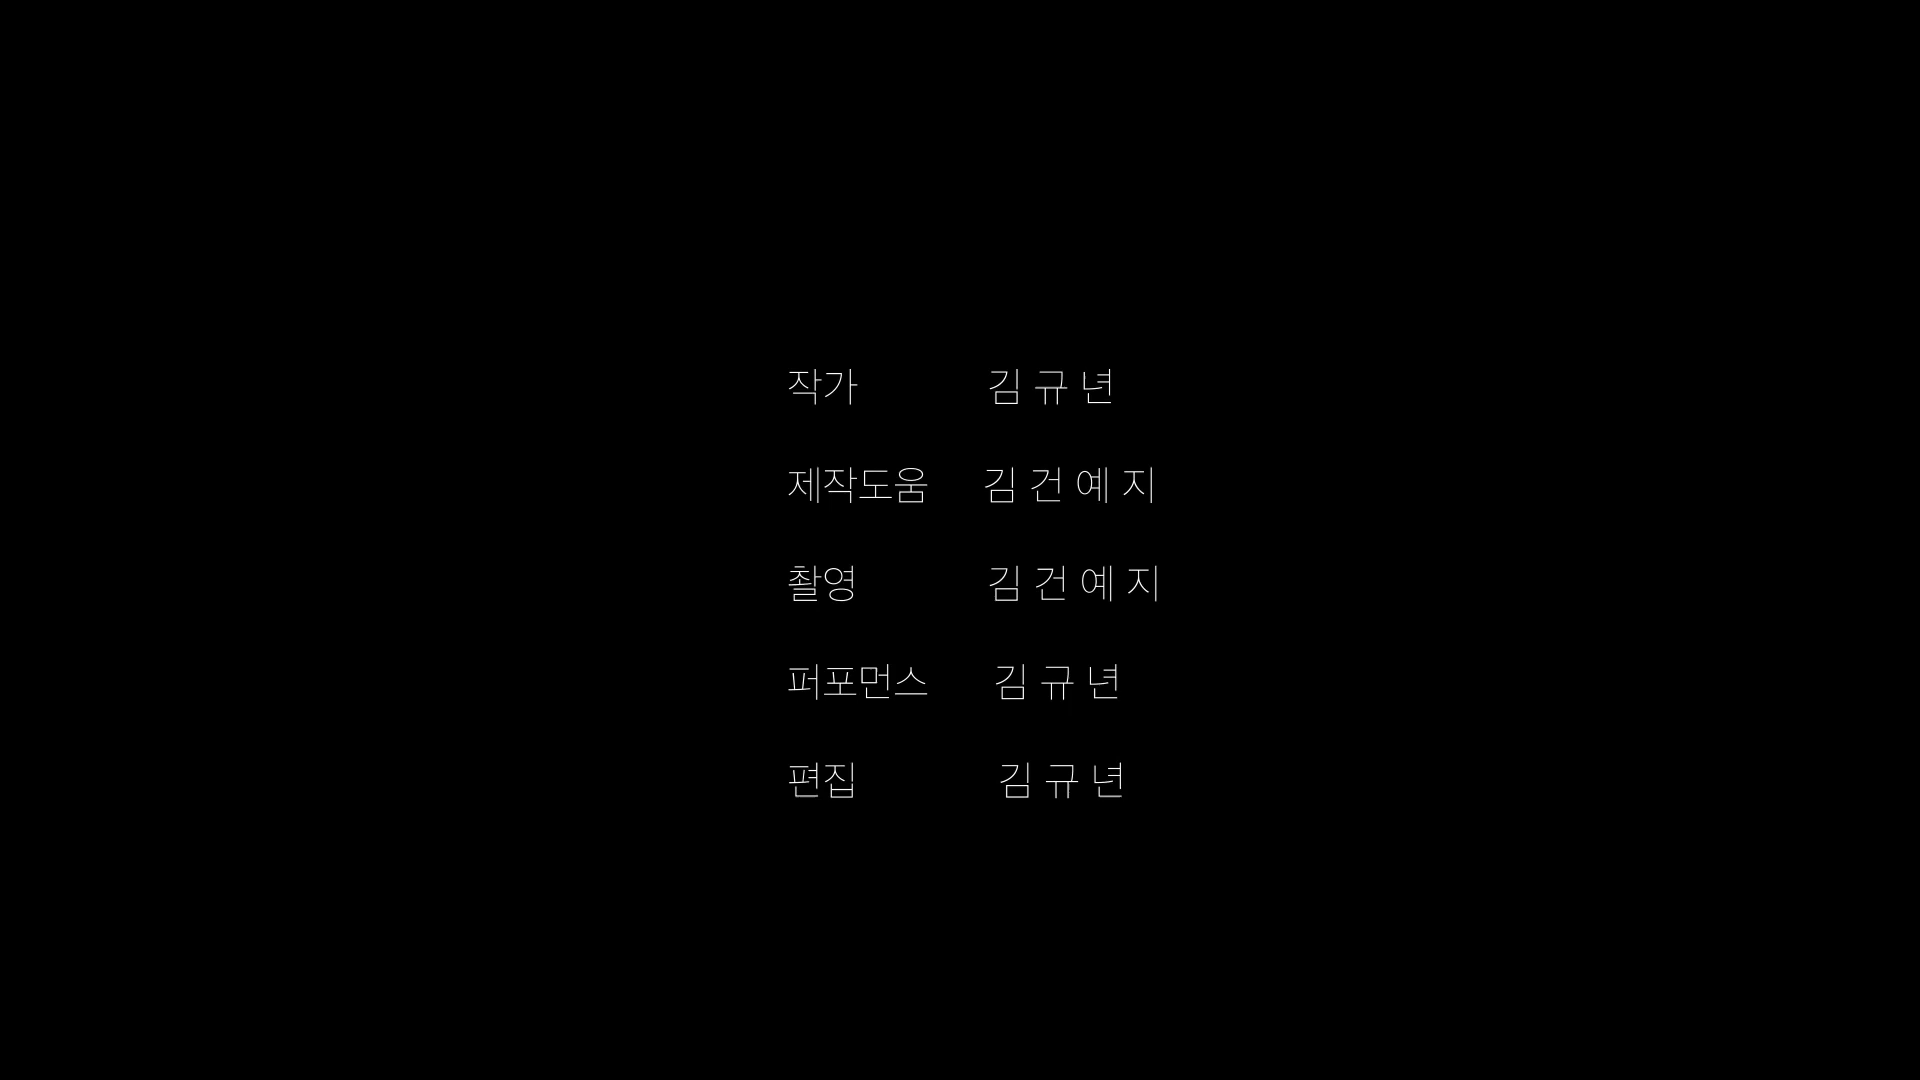 작가 김 규 년
제작도움 김 건 예 지
촬영 김 건 예 지
퍼포먼스 김 규 년
편집 김 규 년